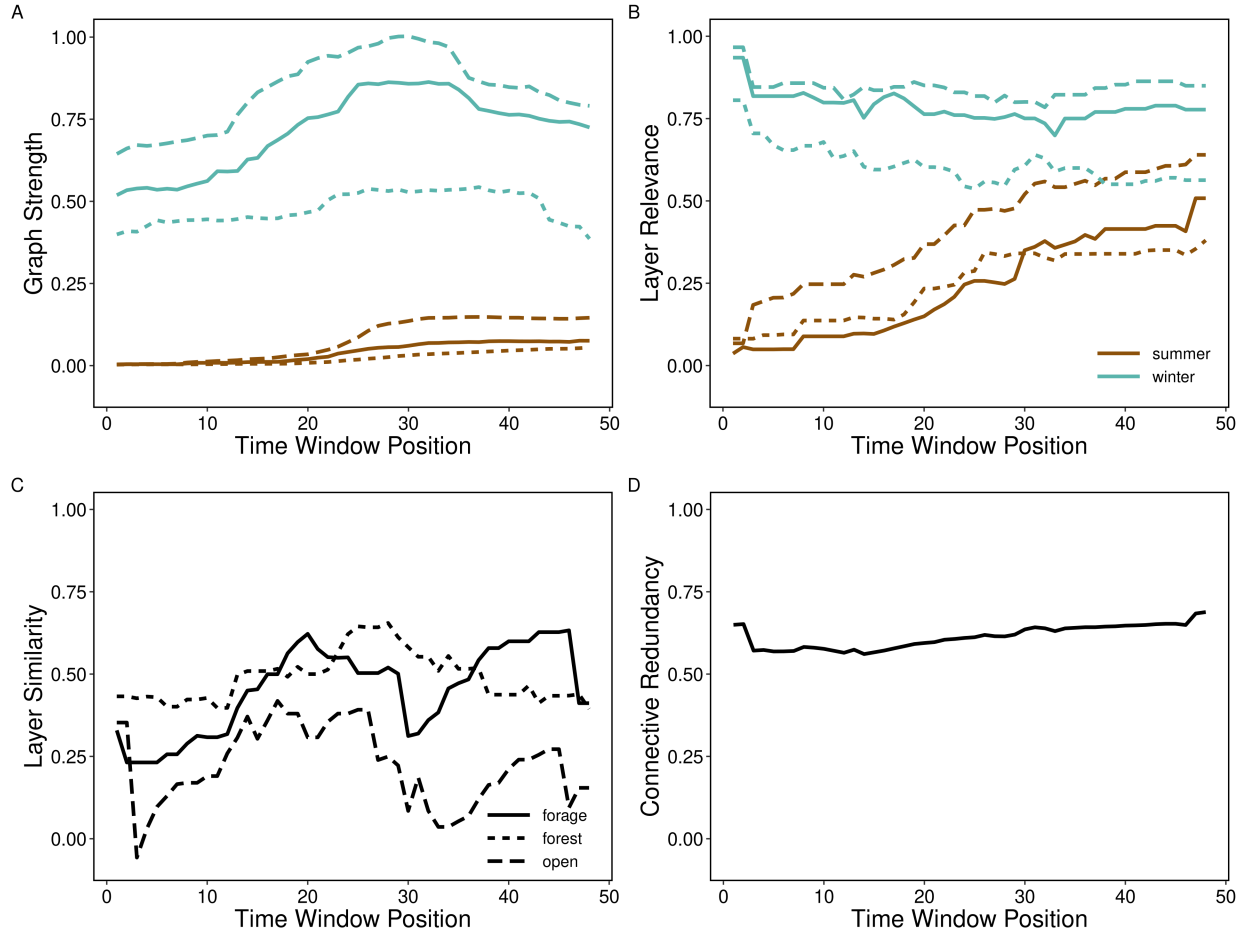 A
Graph Strength
1.00
0.75
0.50
0.25
0.00
0 10 20 30 40 50
Time Window Position
B
Layer Relevance
1.00
0.75
0.50
0.25
0.00
summer
winter
0 10 20 30 40 50
Time Window Position
C
Layer Similarity
1.00
0.75
0.50
0.25
0.00
forage
forest
open
0 10 20 30 40 50
Time Window Position
D
Connective Redundancy
1.00
0.75
0.50
0.25
0.00
0 10 20 30 40 50
Time Window Position